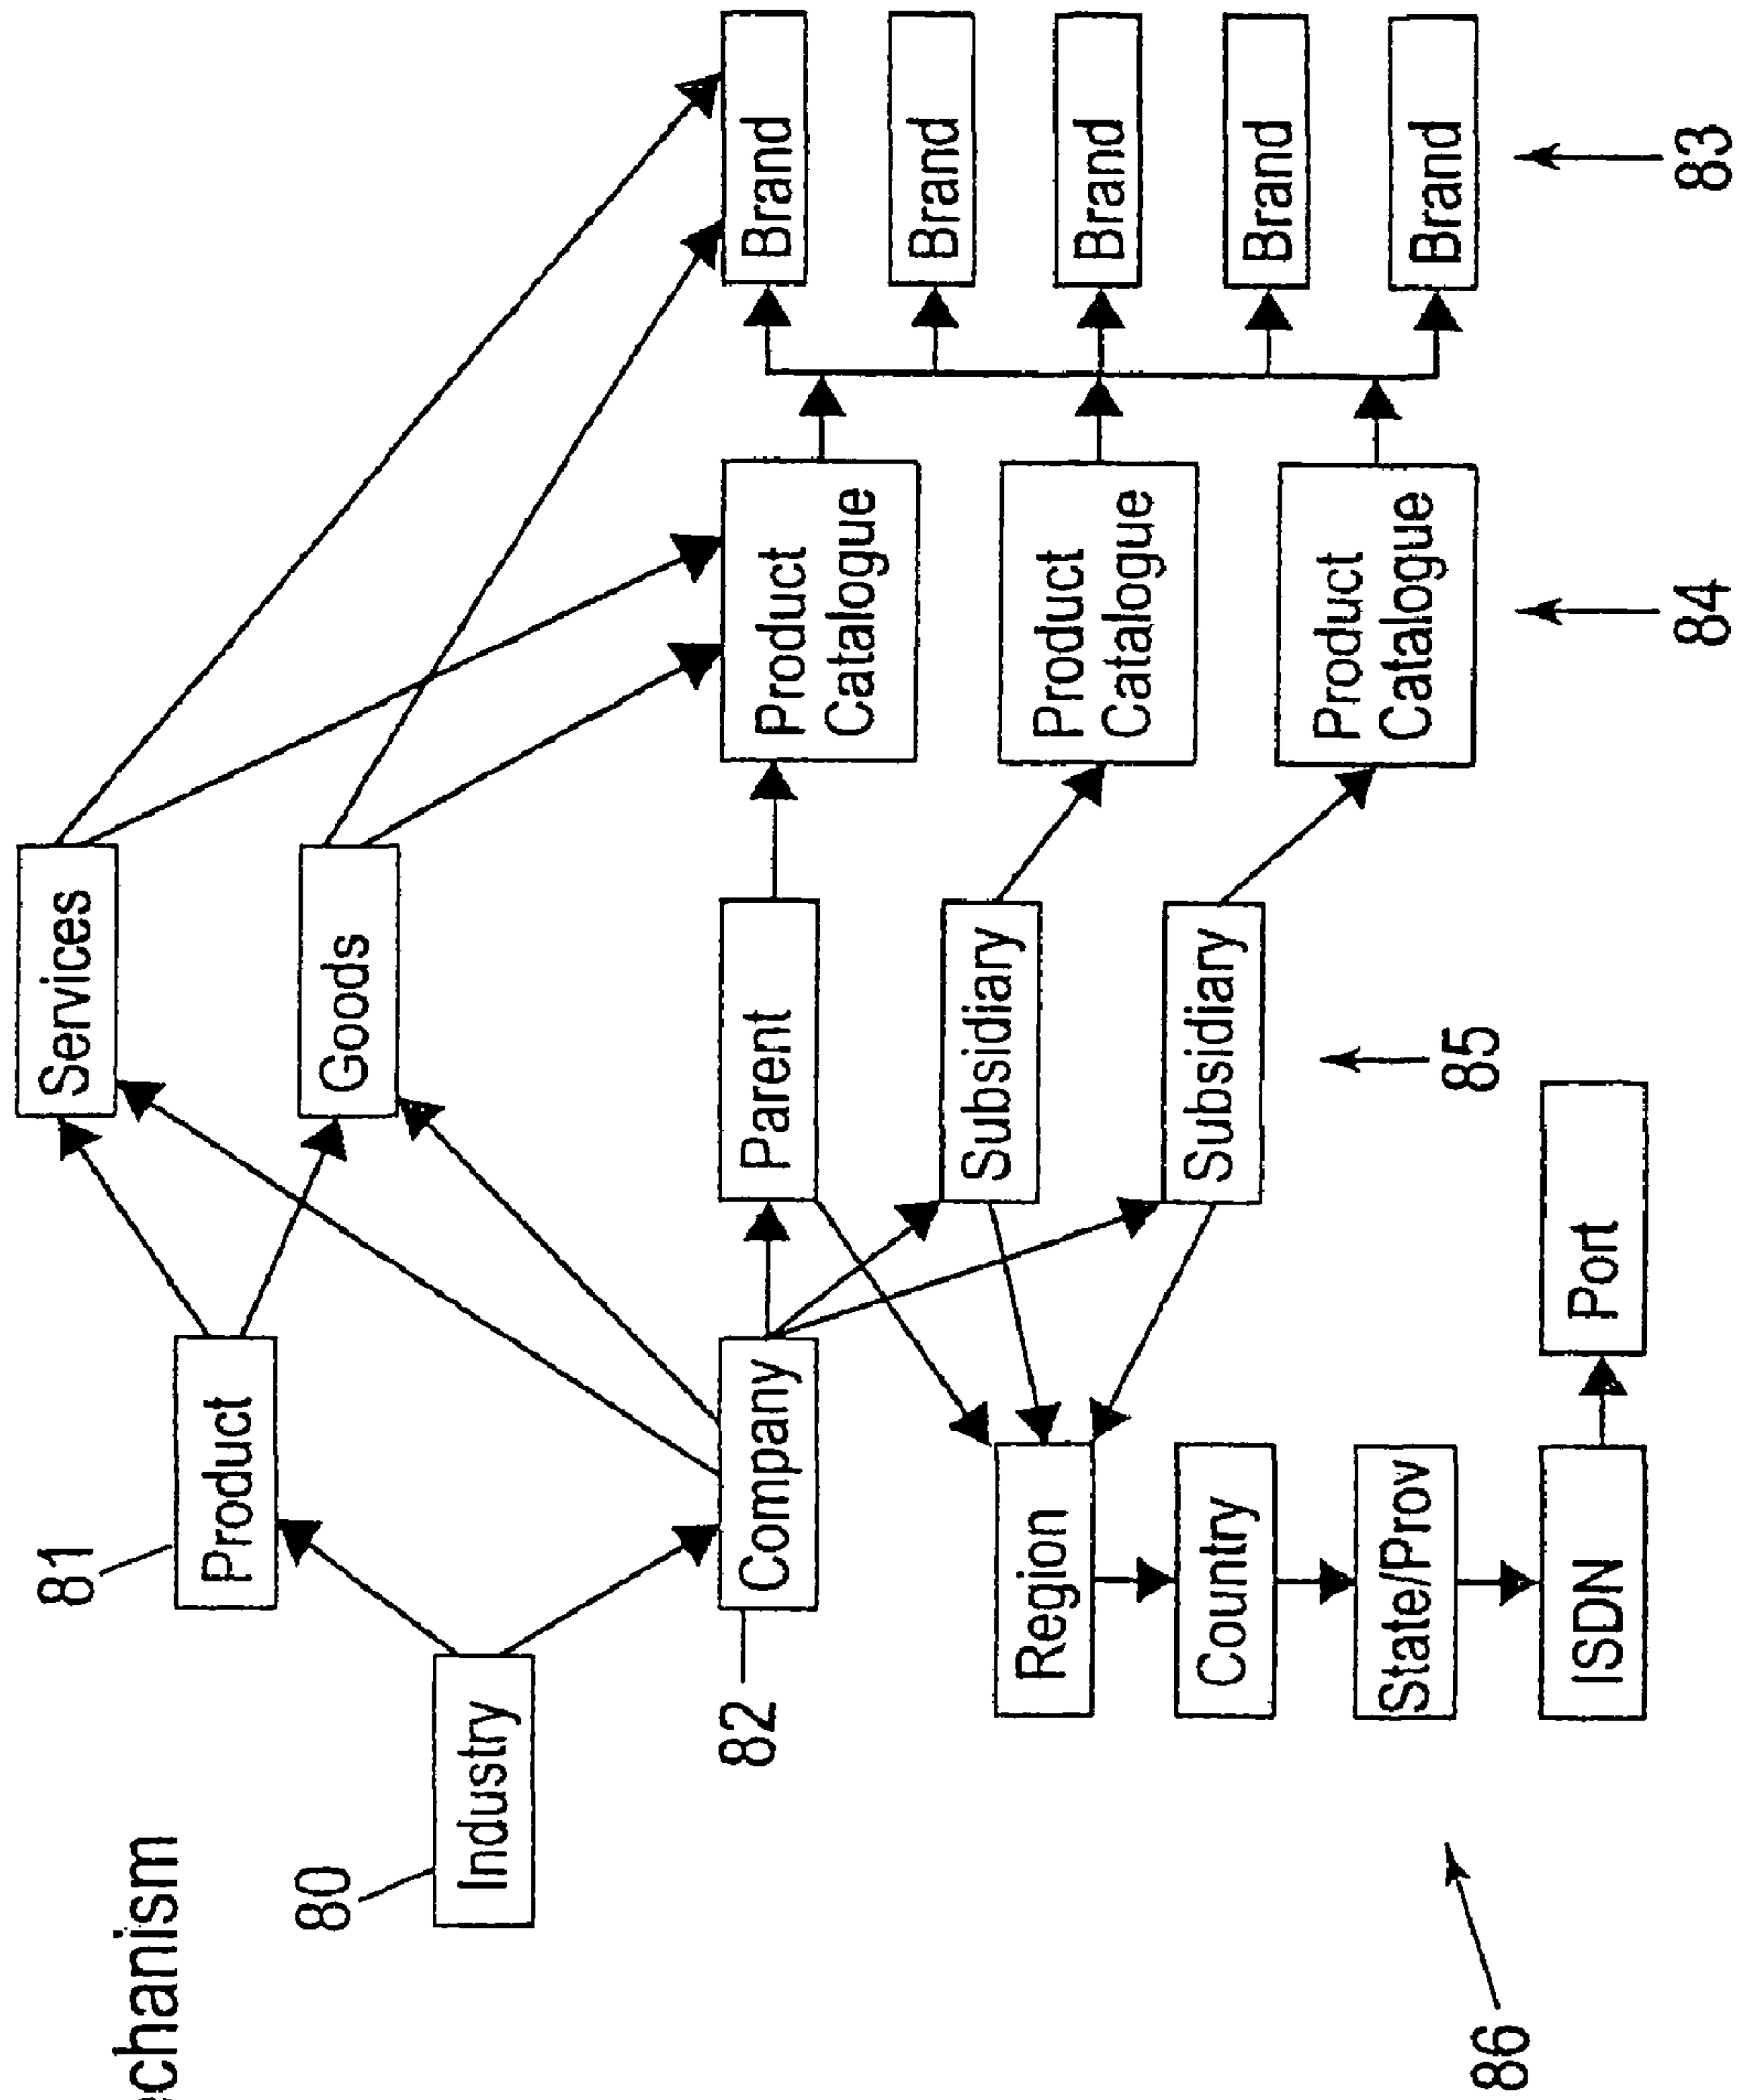 chanism
80
Industry
81
Product
82
Company
Services
Goods
Parent
Subsidiary
Subsidiary
85
Product
Catalogue
Product
Catalogue
Product
Catalogue
84
Brand
Brand
Brand
Brand
Brand
83
Region
Country
State/Prov
ISDN
Port
86